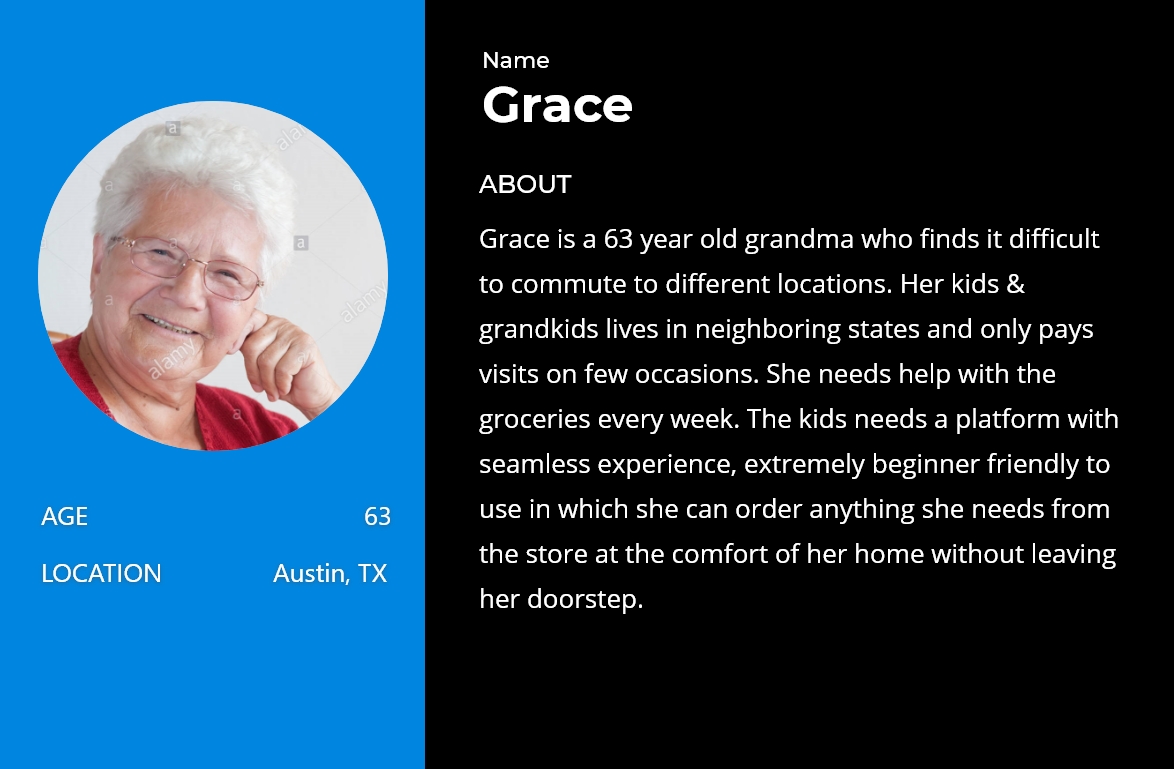 Name
Grace
ABOUT
Grace is a 63 year old grandma who finds it difficult
to commute to different locations. Her kids &
grandkids lives in neighboring states and only pays
visits on few occasions. She needs help with the
groceries every week. The kids needs a platform with
seamless experience, extremely beginner friendly to
use in which she can order anything she needs from
the store at the comfort of her home without leaving
her doorstep.
a
alamy
a
a
a
a
alamy
alamy
a
AGE 63
LOCATION Austin, TX